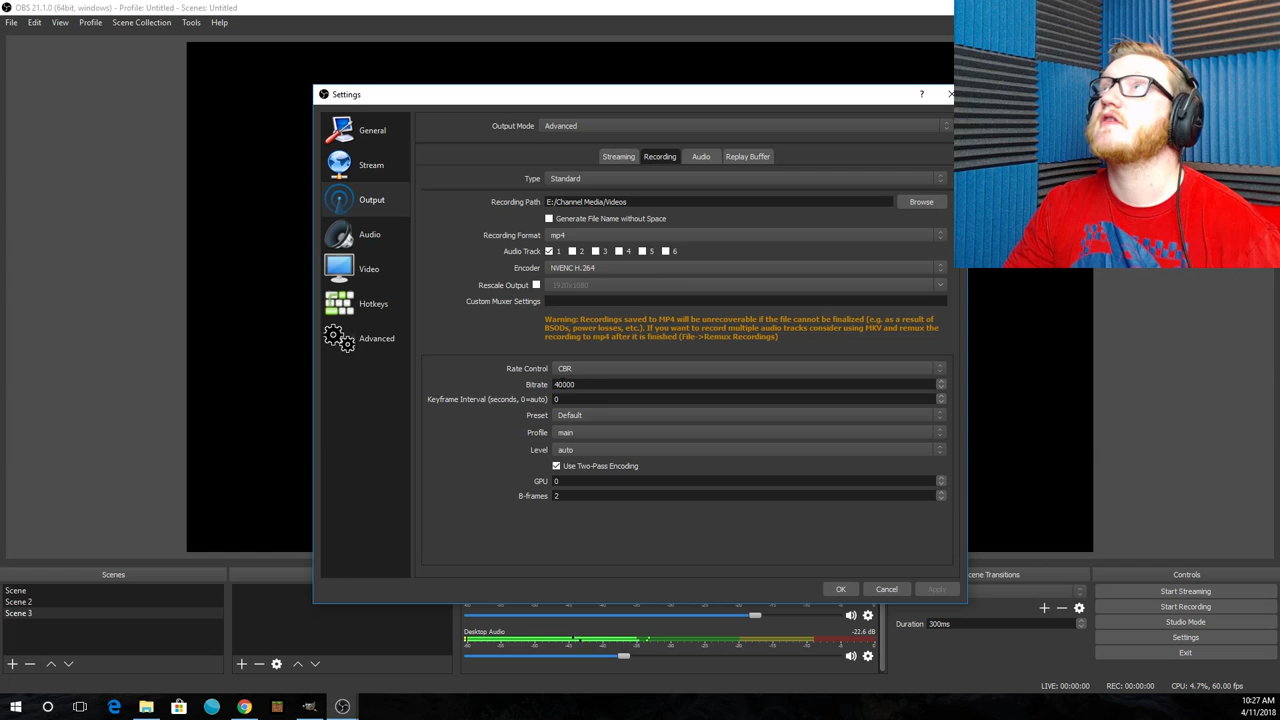 OBS 21.1.0 (64bit, windows) - Profile: Untitled - Scenes: Untitled
File Edit View Profile Scene Collection Tools Help
Settings
?
General
Stream
Output
Audio
Video
Hotkeys
Advanced
Output Mode Advanced
Streaming Recording Audio Replay Buffer
Type Standard
Recording Path E:/Channel Media/Videos Browse
Generate File Name without Space
Recording Format mp4
Audio Track 1 2 3 4 5 6
Encoder NVENC H.264
Rescale Output 1920x1080
Custom Muxer Settings
Warning: Recordings saved to MP4 will be unrecoverable if the file cannot be finalized (e.g. as a result of
BSODs, power losses, etc.). If you want to record multiple audio tracks consider using MKV and remux the
recording to mp4 after it is finished (File->Remux Recordings)
Rate Control CBR
Bitrate 40000
Keyframe Interval (seconds, 0=auto) 0
Preset Default
Profile main
Level auto
Use Two-Pass Encoding
GPU 0
B-frames 2
OK Cancel Apply
Scenes
Scene
Scene 2
Scene 3
Desktop Audio -22.6 dB
cene Transitions
Duration 300ms
Controls
Start Streaming
Start Recording
Studio Mode
Settings
Exit
LIVE: 00:00:00 REC: 00:00:00 CPU: 4.7%, 60.00 fps
10:27 AM
4/11/2018